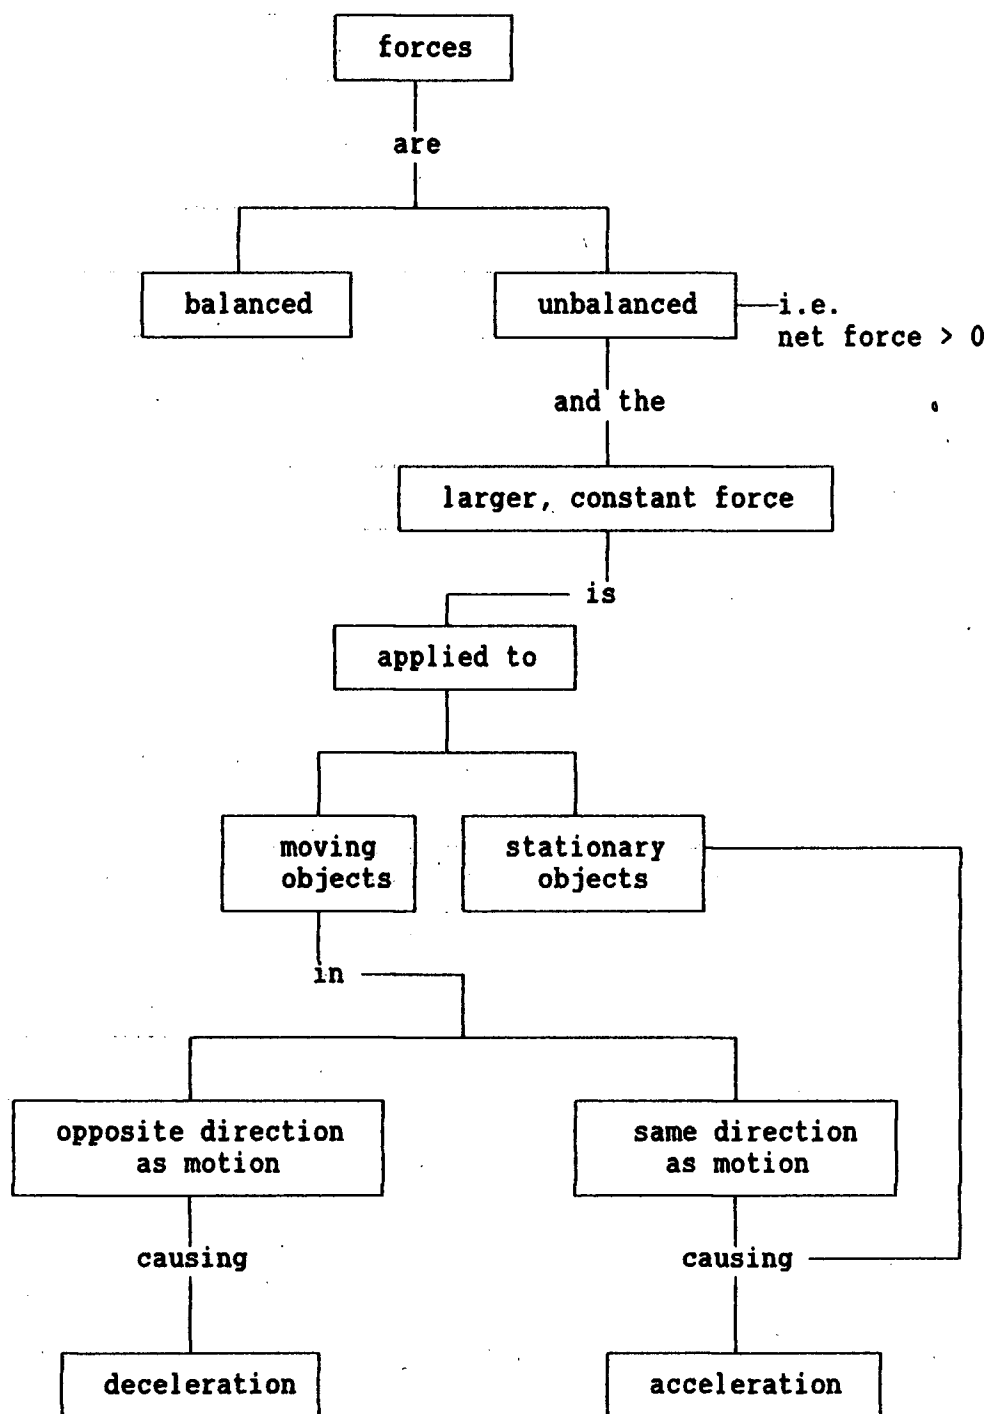 forces
are
balanced
unbalanced
i.e.
net force > 0
and the
larger, constant force
is
applied to
moving
objects
stationary
objects
in
opposite direction
as motion
same direction
as motion
causing
causing
deceleration
acceleration